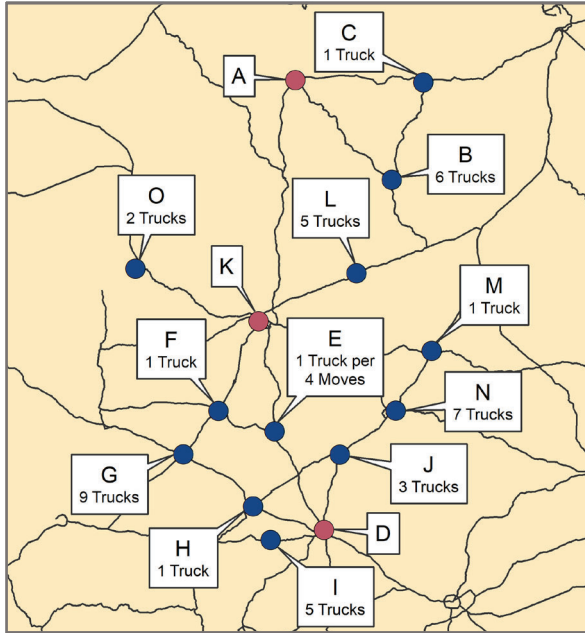 C
1 Truck
A
B
6 Trucks
O
2 Trucks
L
5 Trucks
K
M
1 Truck
F
1 Truck
E
1 Truck per
4 Moves
N
7 Trucks
G
9 Trucks
J
3 Trucks
H
1 Truck
D
I
5 Trucks